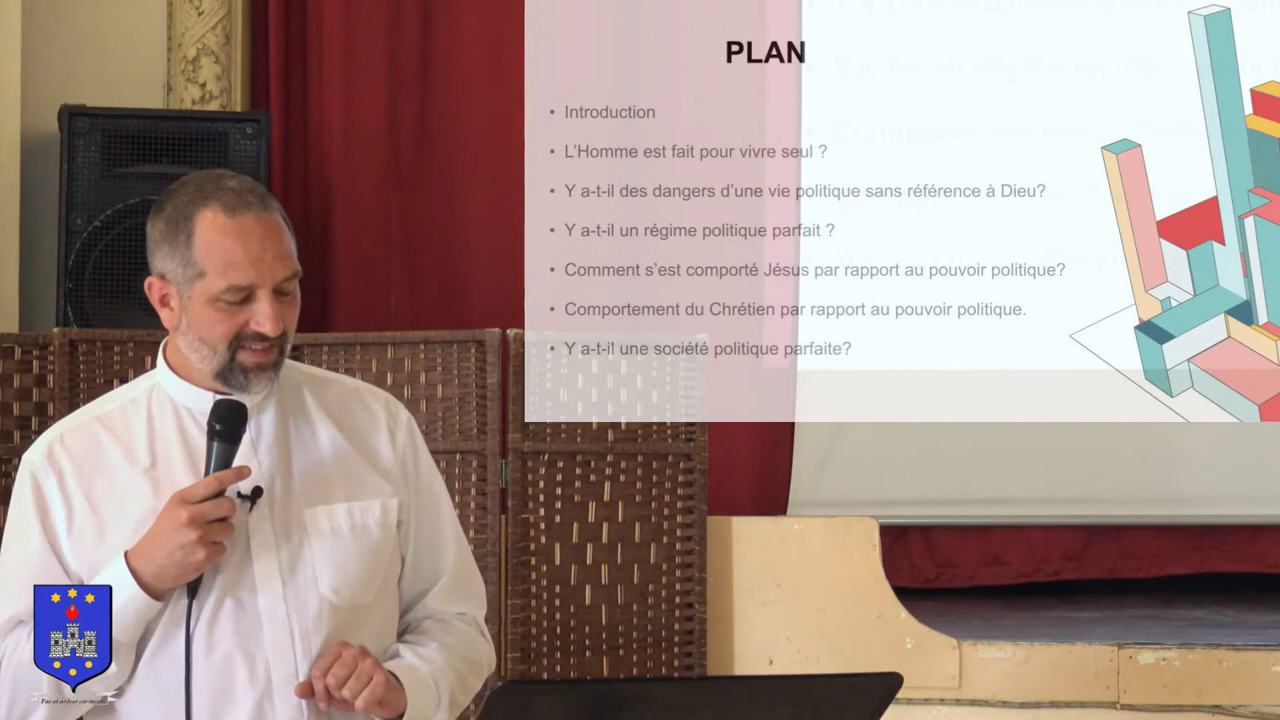 PLAN
• Introduction
• L'Homme est fait pour vivre seul ?
• Y a-t-il des dangers d'une vie politique sans référence à Dieu?
• Y a-t-il un régime politique parfait ?
• Comment s'est comporté Jésus par rapport au pouvoir politique?
• Comportement du Chrétien par rapport au pouvoir politique.
• Y a-t-il une société politique parfaite?